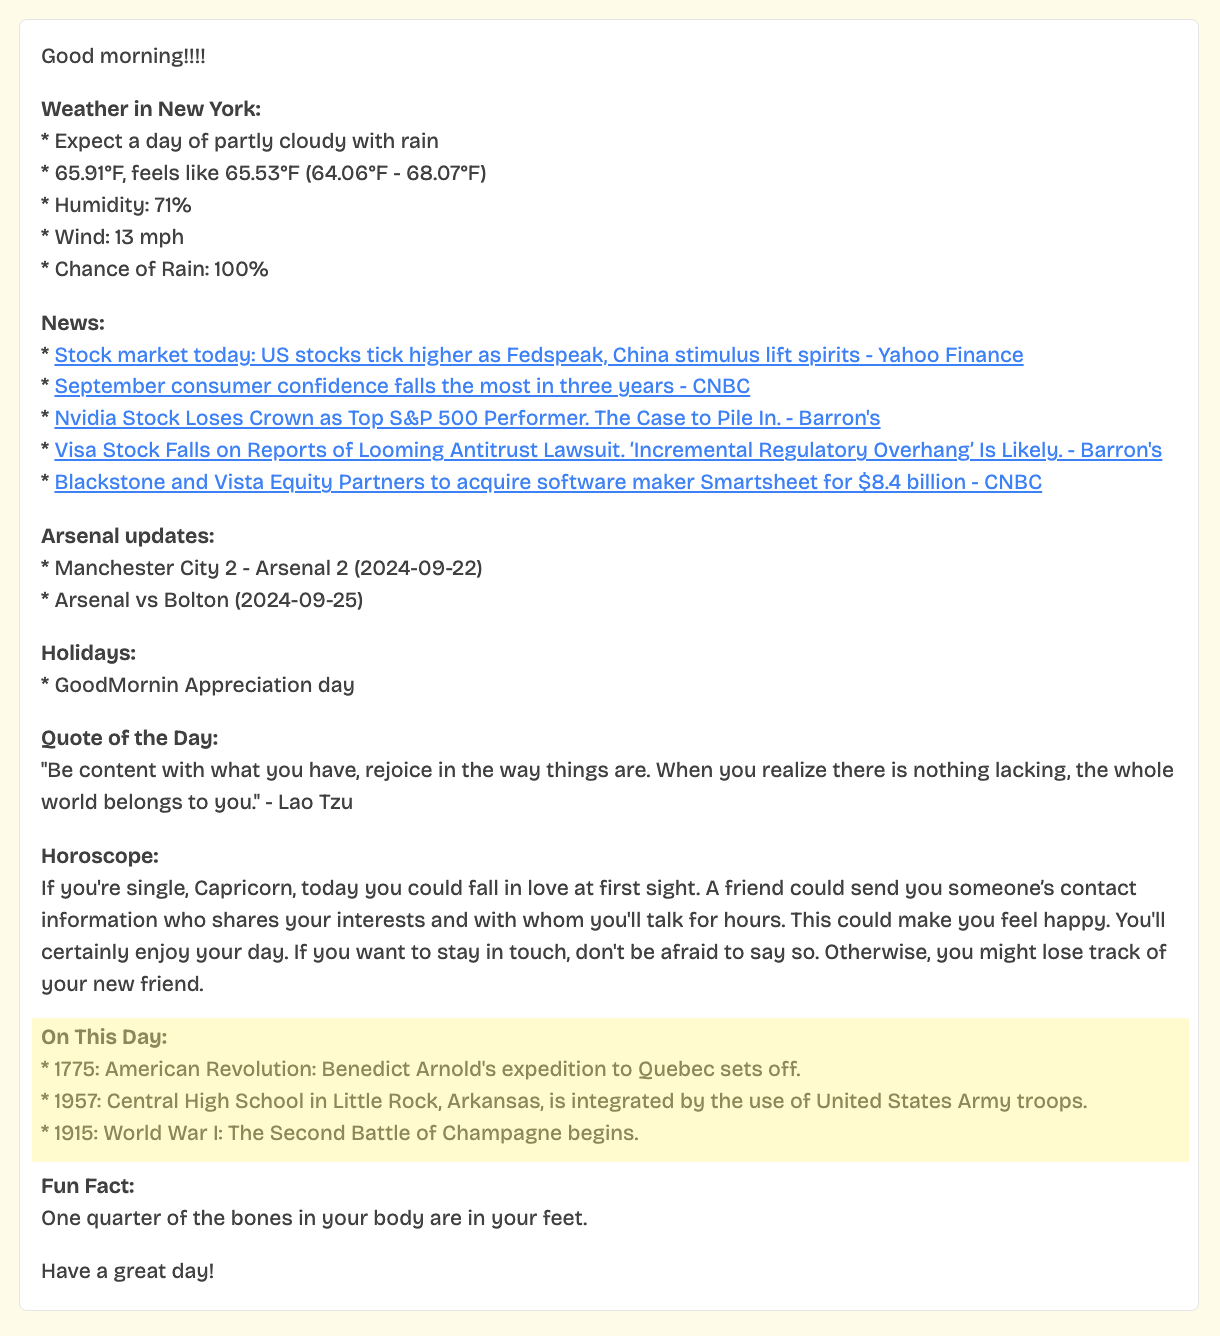 Good morning!!!!
Weather in New York:
* Expect a day of partly cloudy with rain
* 65.91°F, feels like 65.53°F (64.06°F - 68.07°F)
* Humidity: 71%
* Wind: 13 mph
* Chance of Rain: 100%
News:
* Stock market today: US stocks tick higher as Fedspeak, China stimulus lift spirits - Yahoo Finance
* September consumer confidence falls the most in three years - CNBC
* Nvidia Stock Loses Crown as Top S&P 500 Performer. The Case to Pile In. - Barron's
* Visa Stock Falls on Reports of Looming Antitrust Lawsuit. ‘Incremental Regulatory Overhang’ Is Likely. - Barron's
* Blackstone and Vista Equity Partners to acquire software maker Smartsheet for $8.4 billion - CNBC
Arsenal updates:
* Manchester City 2 - Arsenal 2 (2024-09-22)
* Arsenal vs Bolton (2024-09-25)
Holidays:
* GoodMornin Appreciation day
Quote of the Day:
"Be content with what you have, rejoice in the way things are. When you realize there is nothing lacking, the whole
world belongs to you." - Lao Tzu
Horoscope:
If you're single, Capricorn, today you could fall in love at first sight. A friend could send you someone’s contact
information who shares your interests and with whom you'll talk for hours. This could make you feel happy. You'll
certainly enjoy your day. If you want to stay in touch, don't be afraid to say so. Otherwise, you might lose track of
your new friend.
On This Day:
* 1775: American Revolution: Benedict Arnold's expedition to Quebec sets off.
* 1957: Central High School in Little Rock, Arkansas, is integrated by the use of United States Army troops.
* 1915: World War I: The Second Battle of Champagne begins.
Fun Fact:
One quarter of the bones in your body are in your feet.
Have a great day!